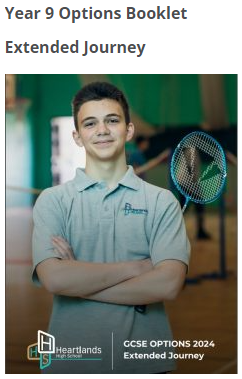 Year 9 Options Booklet
Extended Journey
Heartlands
High School
GCSE OPTIONS 2024
Extended Journey